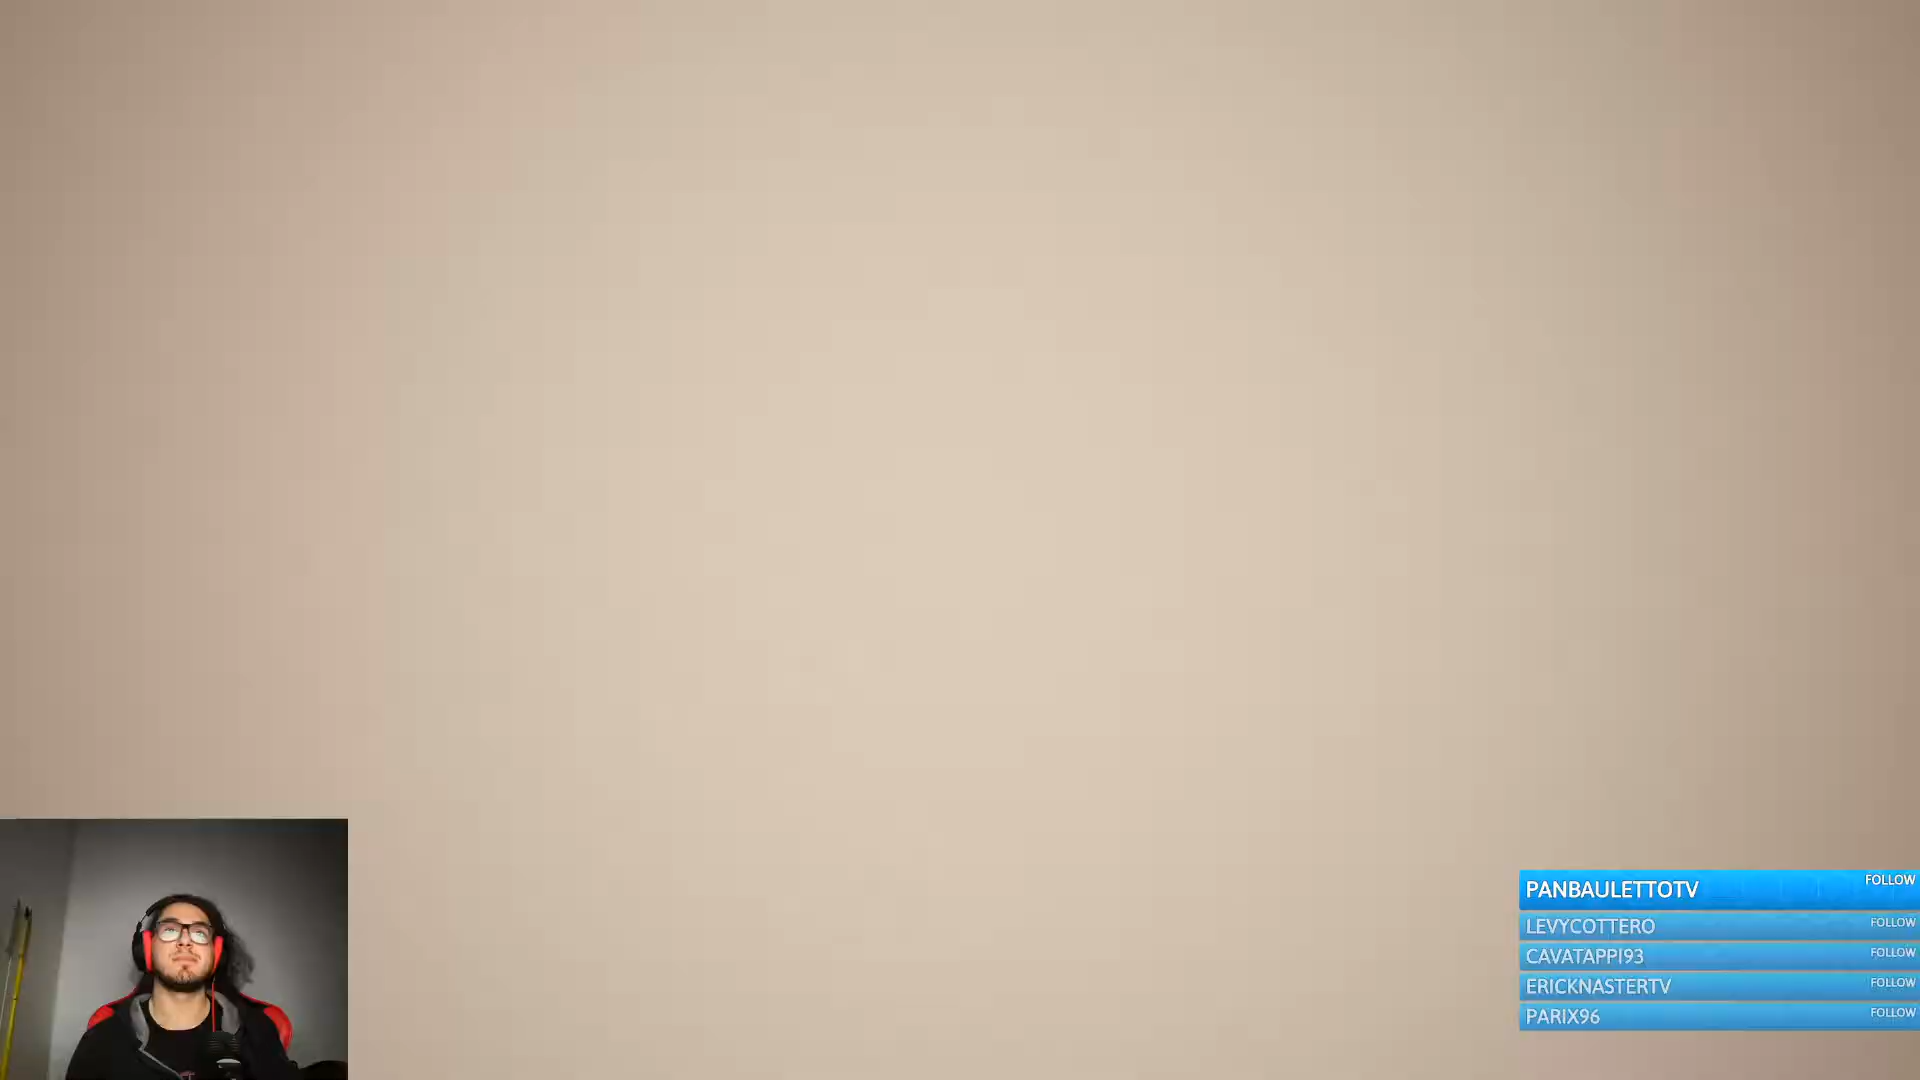 PANBAULETTOTV FOLLOW
LEVYCOTTERO FOLLOW
CAVATAPPI93 FOLLOW
ERICKNASTERTV FOLLOW
PARIX96 FOLLOW